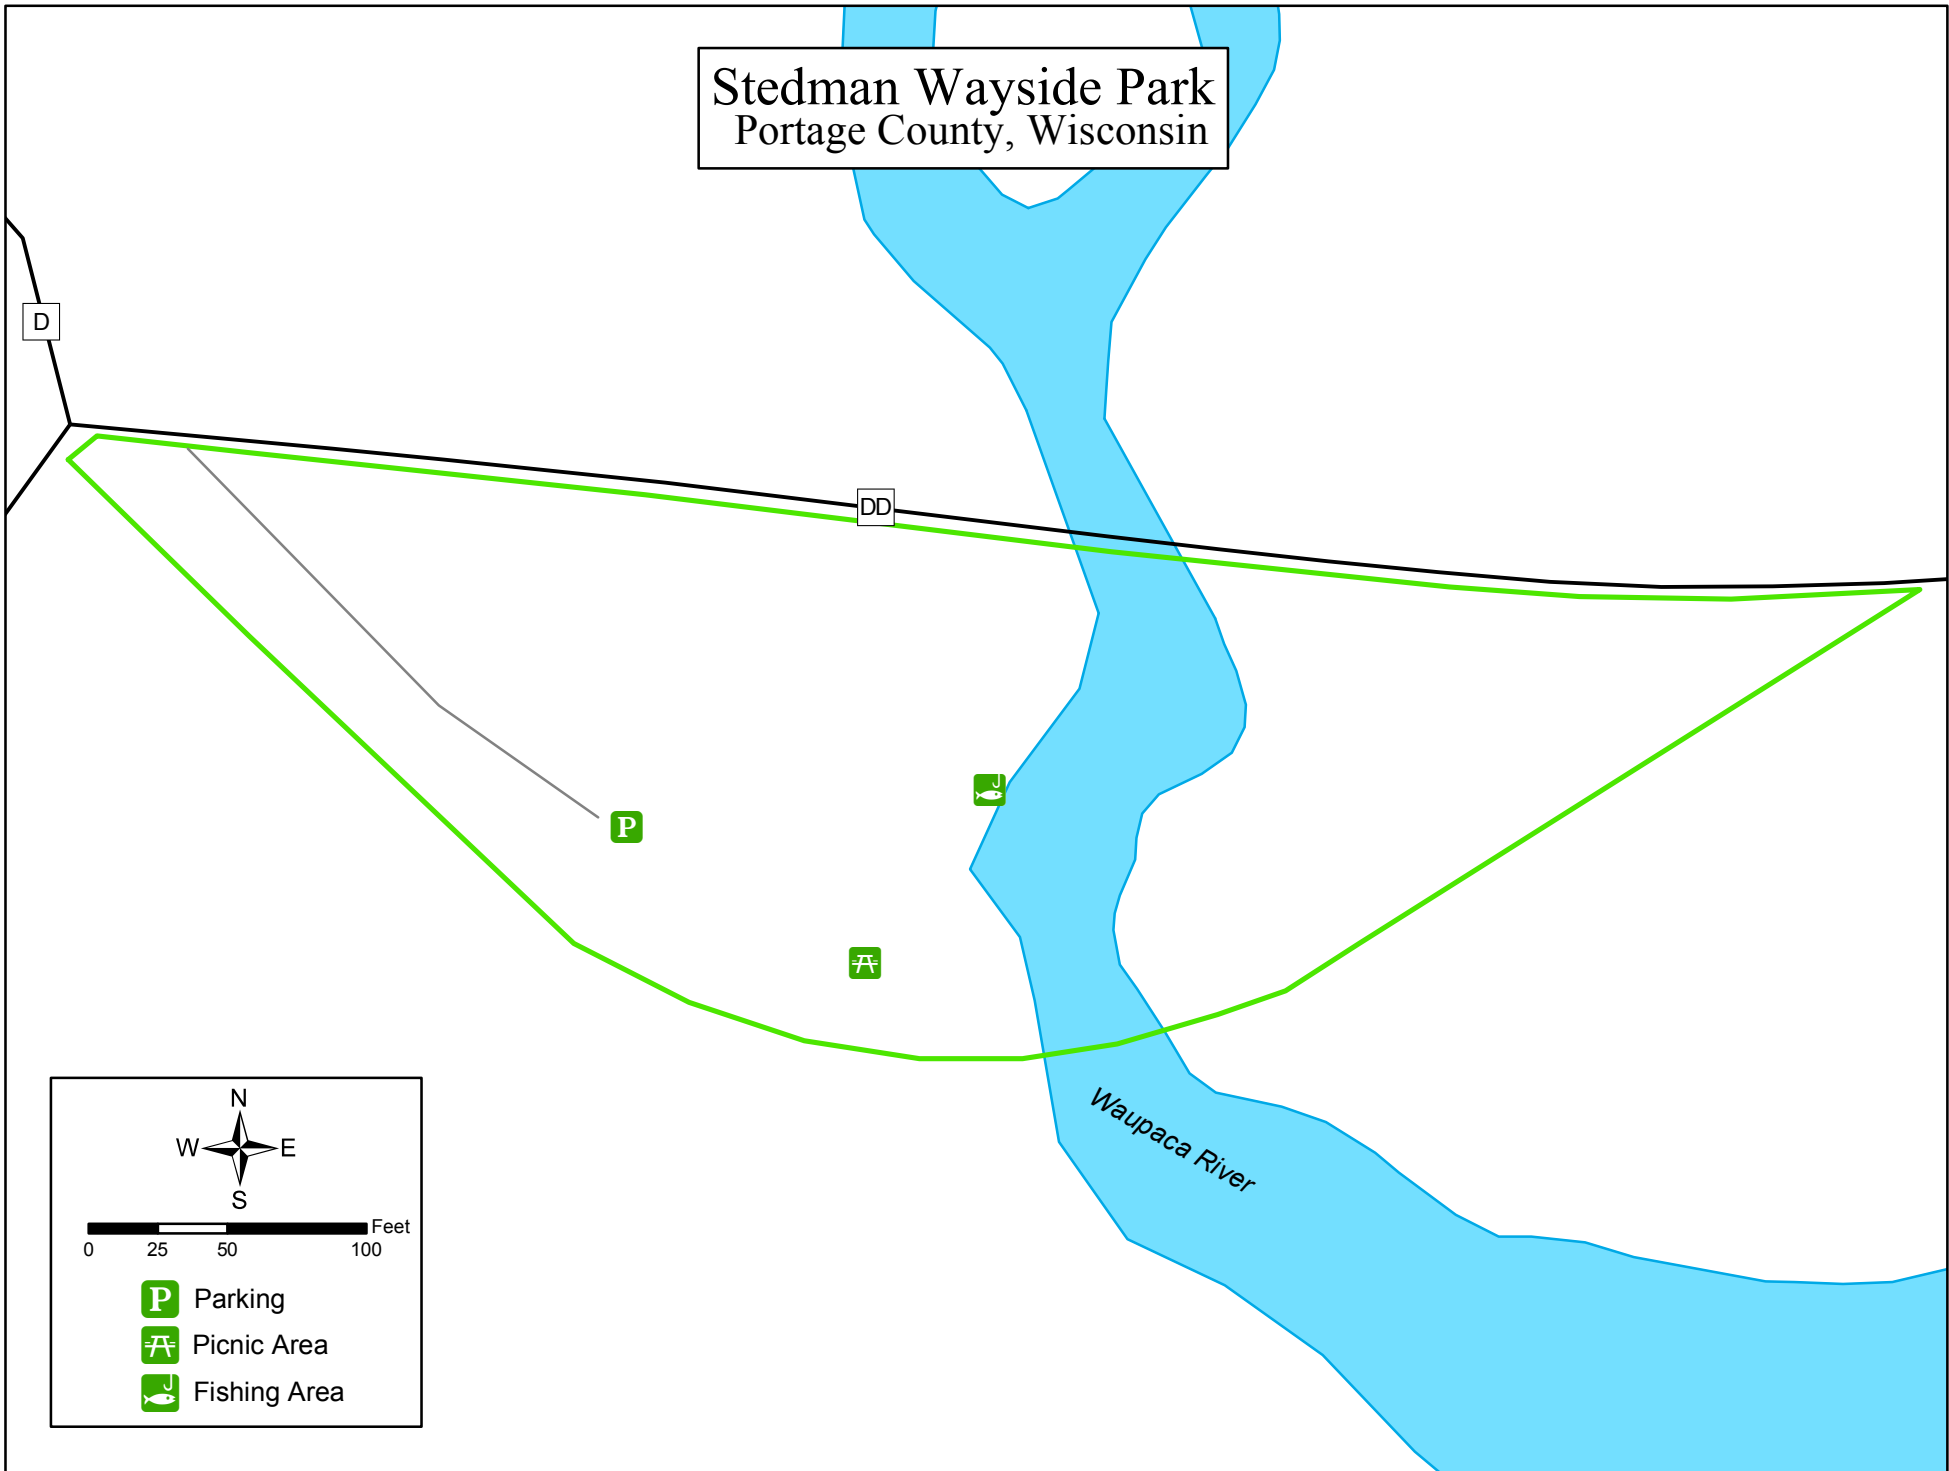 Stedman Wayside Park
Portage County, Wisconsin
D
DD
P
Waupaca River
N
W E
S
Feet
0 25 50 100
P Parking
Picnic Area
Fishing Area